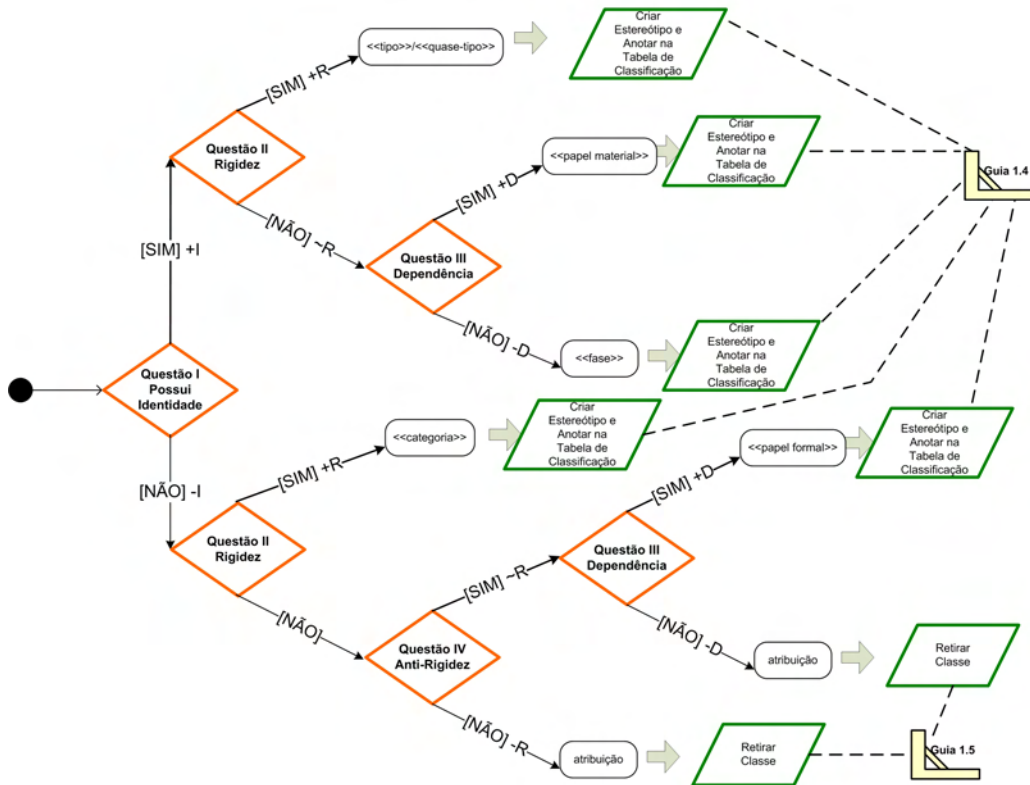 Criar
Estereótipo e
Anotar na
Tabela de
Classificação
<<tipo>>/<<quase-tipo>>
[SIM] +R
Questão II
Rigidez
Criar
Estereótipo e
Anotar na
Tabela de
Classificação
<<papel material>>
Guia 1.4
[SIM] +D
[NÃO] ~R
[SIM] +I
Questão III
Dependência
[NÃO] -D
Criar
Estereótipo e
Anotar na
Tabela de
Classificação
<<fase>>
Questão I
Possui
Identidade
Criar
Estereótipo e
Anotar na
Tabela de
Classificação
<<categoria>>
Criar
Estereótipo e
Anotar na
Tabela de
Classificação
<<papel formal>>
[SIM] +R
[SIM] +D
[NÃO] -I
Questão II
Rigidez
Questão III
Dependência
[SIM] ~R
[NÃO]
[NÃO] -D
Questão IV
Anti-Rigidez
atribuição
Retirar
Classe
[NÃO] -R
atribuição
Retirar
Classe
Guia 1.5